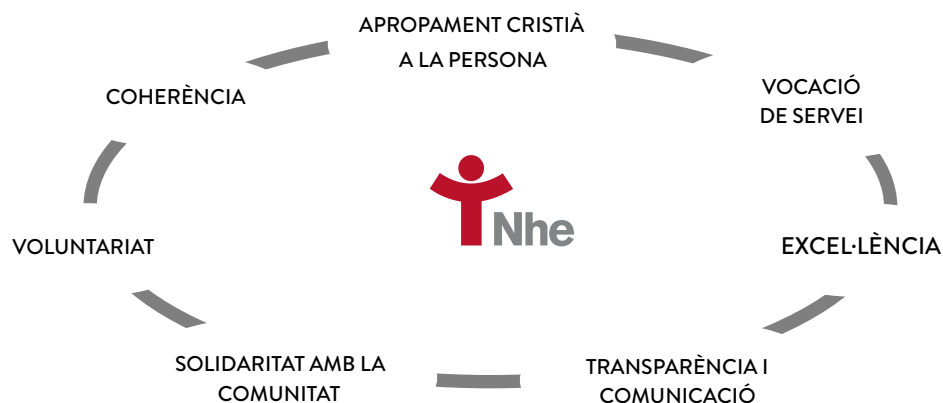 APROPAMENT CRISTIÀ
A LA PERSONA
VOCACIÓ
DE SERVEI
EXCEL·LÈNCIA
TRANSPARÈNCIA I
COMUNICACIÓ
SOLIDARITAT AMB LA
COMUNITAT
VOLUNTARIAT
COHERÈNCIA
Nhe